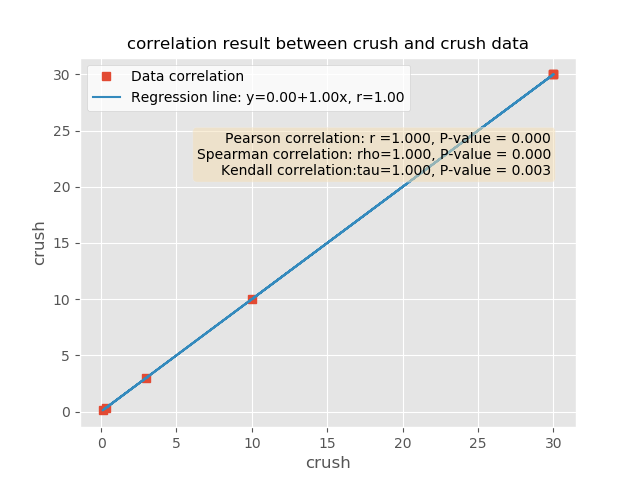 correlation result between crush and crush data
Data correlation
Regression line: y=0.00+1.00x, r=1.00
Pearson correlation: r =1.000, P-value = 0.000
Spearman correlation: rho=1.000, P-value = 0.000
Kendall correlation:tau=1.000, P-value = 0.003
30
25
20
15
10
5
0
crush
0 5 10 15 20 25 30
crush